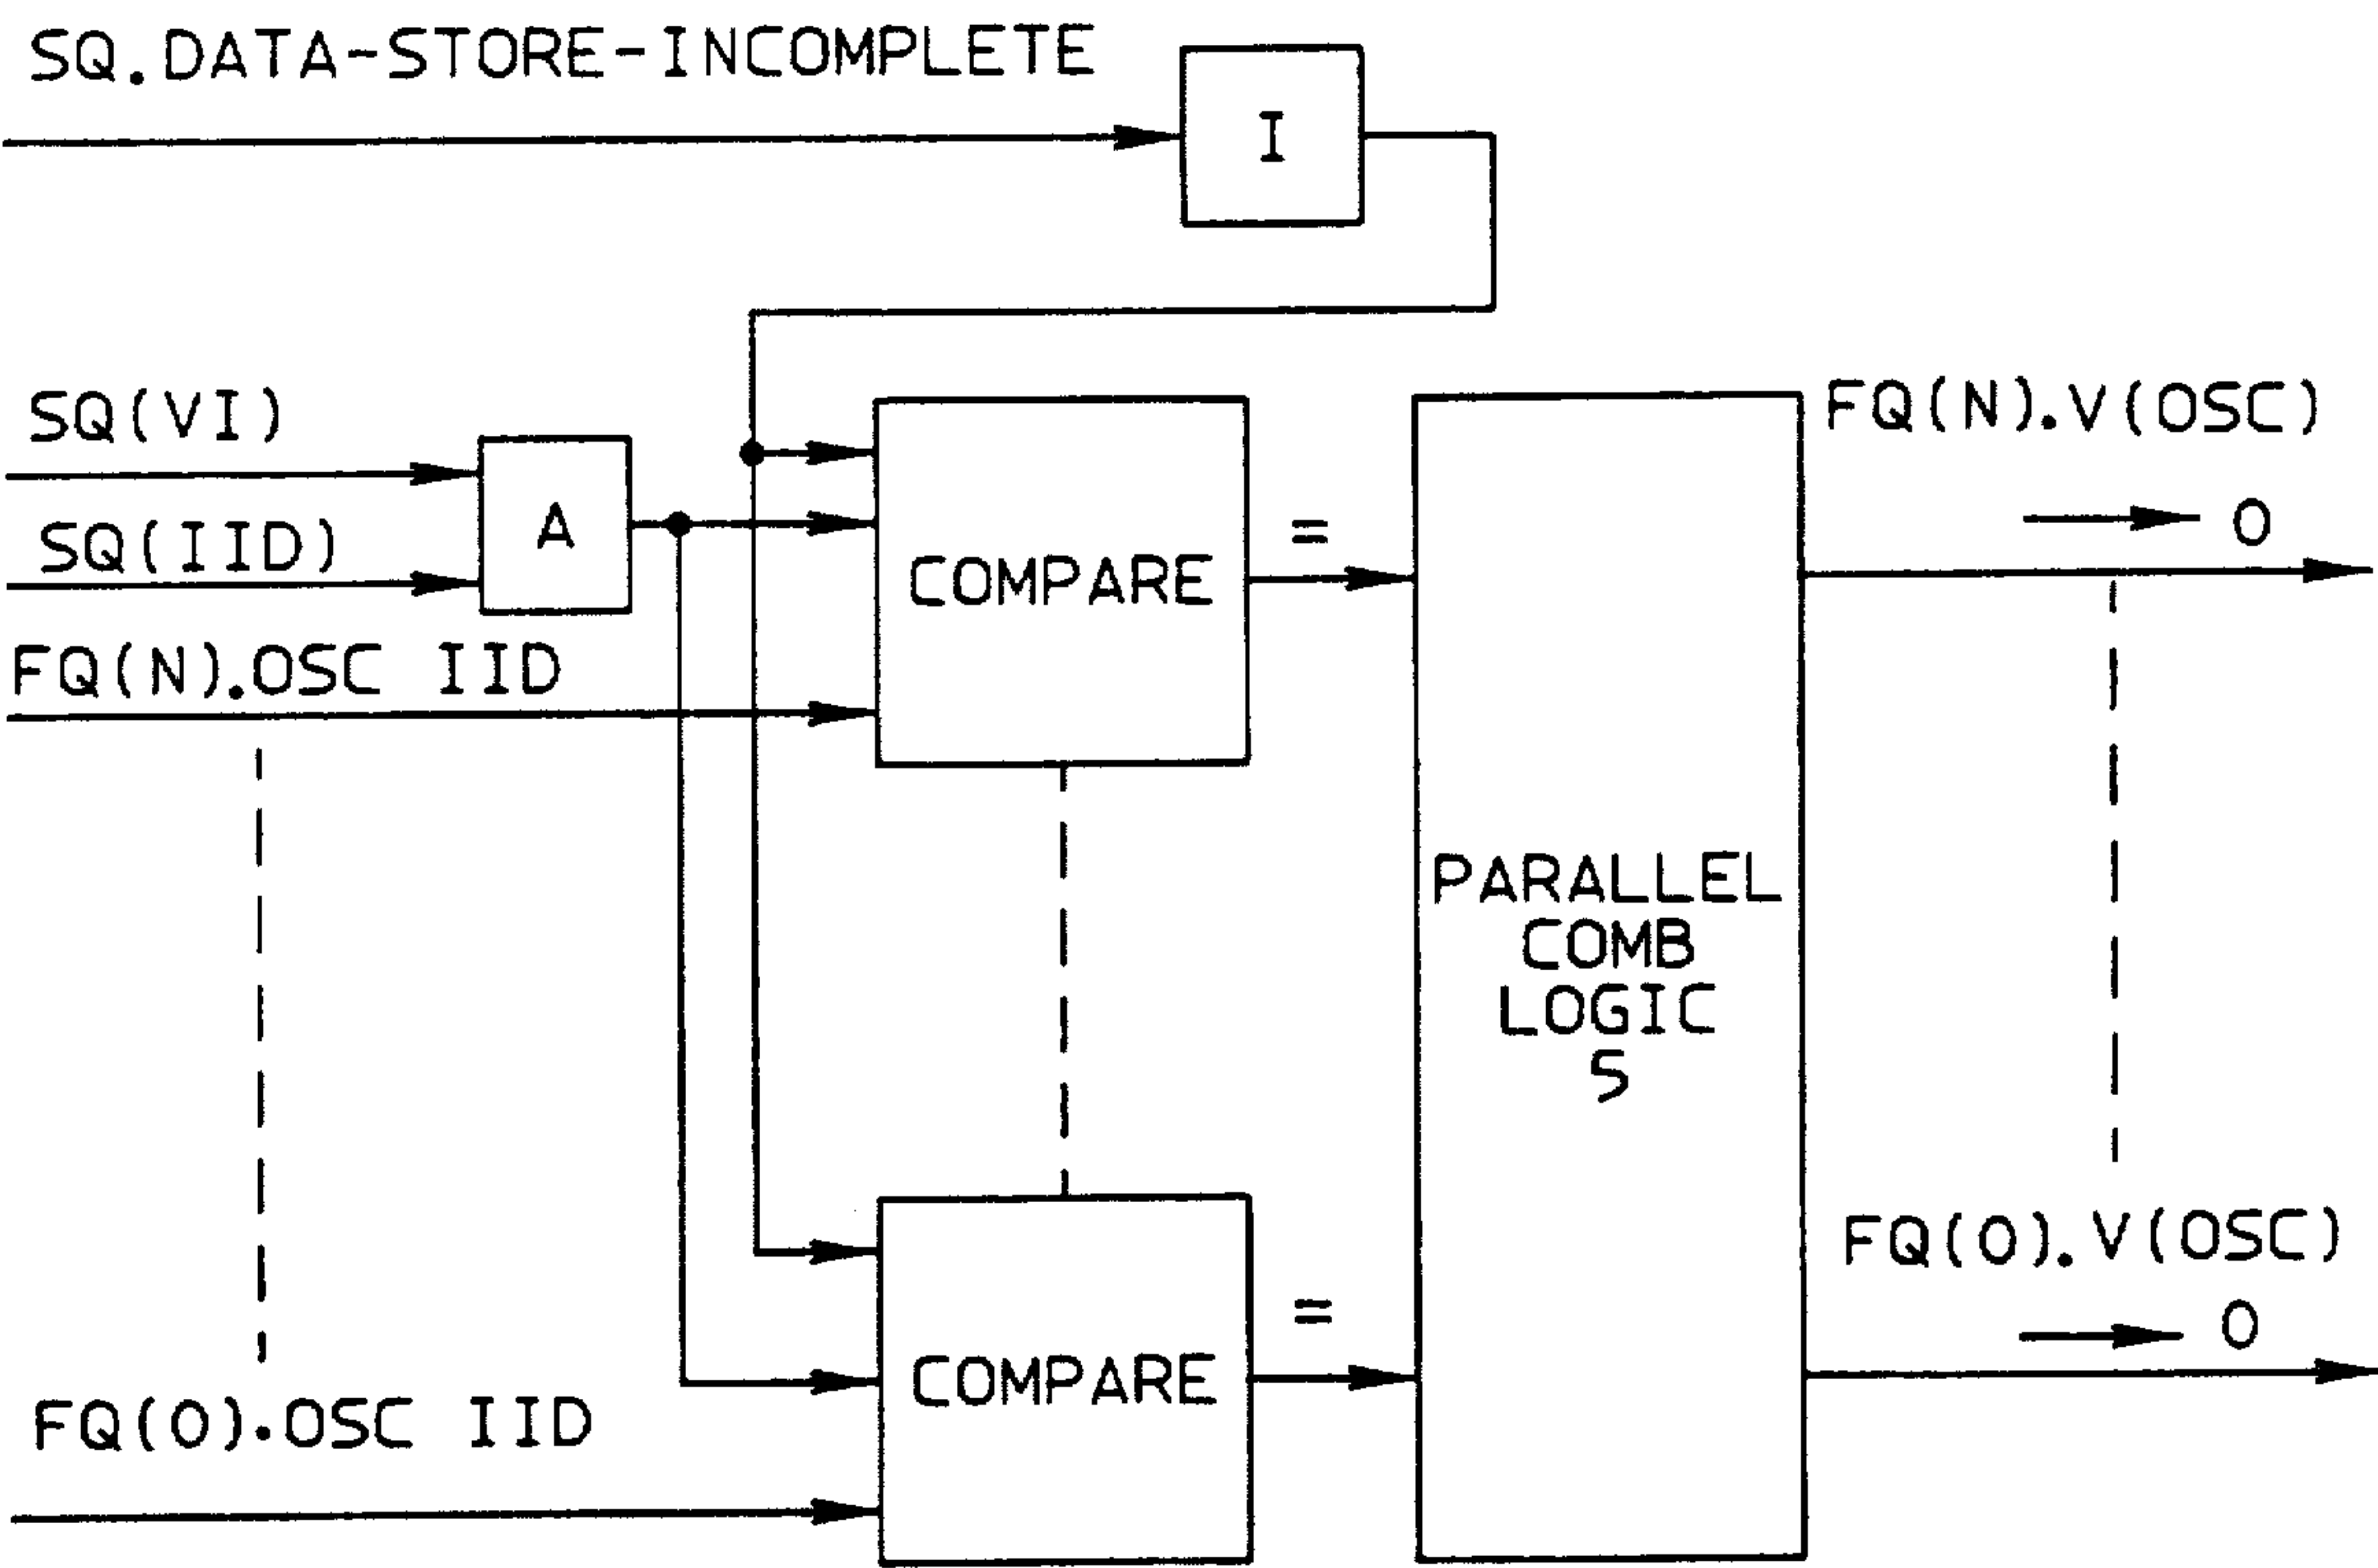 SQ.DATA-STORE-INCOMPLETE
I
SQ(VI)
SQ(IID)
A
FQ(N).OSC IID
COMPARE
=
PARALLEL
COMB
LOGIC
S
FQ(N).V(OSC)
0
FQ(0).V(OSC)
0
COMPARE
=
FQ(0).OSC IID